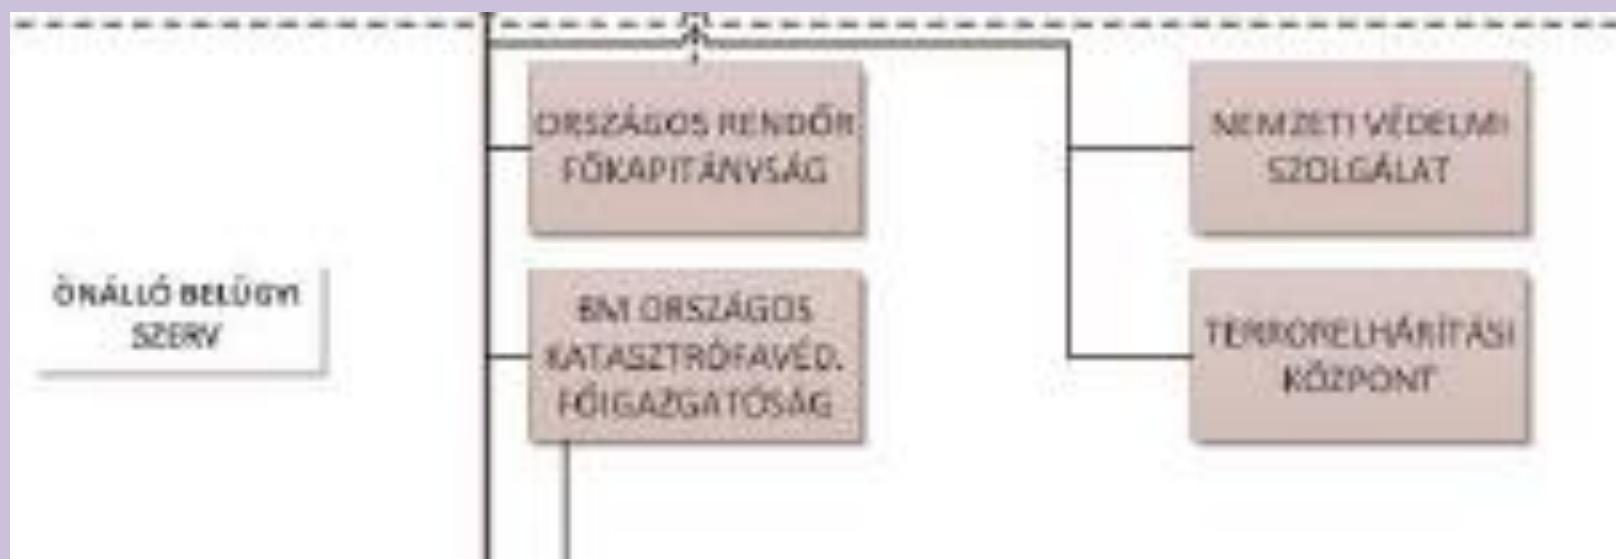 ORSZÁGOS RENDŐR
FŐKAPITÁNYSÁG
NEMZETI VÉDELMI
SZOLGÁLAT
ÖNÁLLÓ BELÜGYI
SZERV
BM ORSZÁGOS
KATASZTRÓFAVÉD.
FŐIGAZGATÓSÁG
TERRORELHÁRÍTÁSI
KÖZPONT